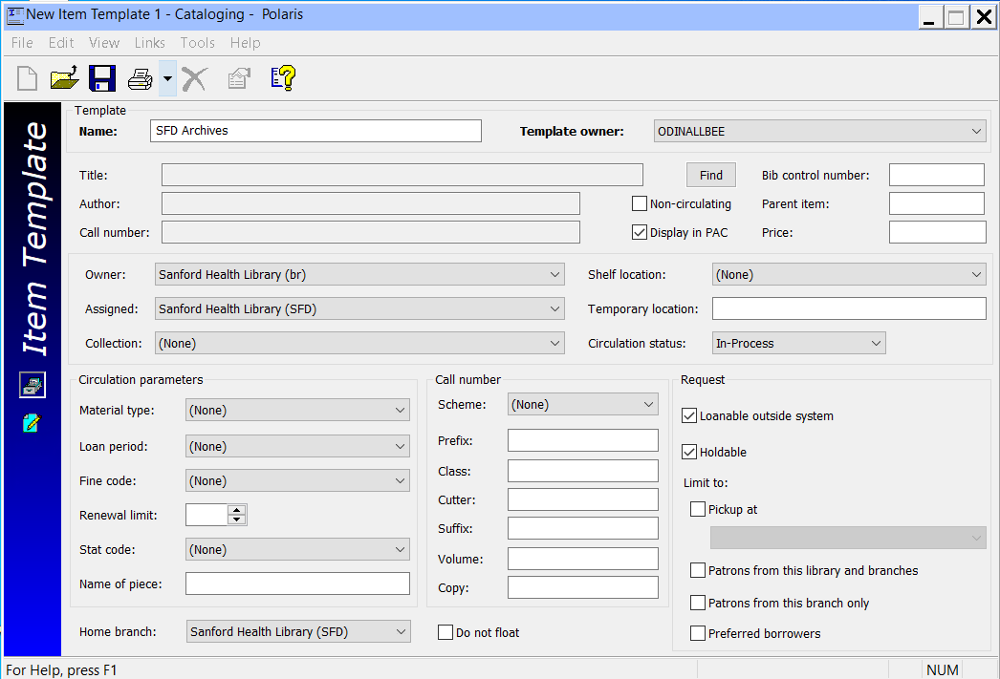 New Item Template 1 - Cataloging - Polaris
File Edit View Links Tools Help
Item Template
Template
Name: SFD Archives Template owner: ODINALLBEE
Title: Find Bib control number:
Author: Non-circulating Parent item:
Call number: Display in PAC Price:
Owner: Sanford Health Library (br) Shelf location: (None)
Assigned: Sanford Health Library (SFD) Temporary location:
Collection: (None) Circulation status: In-Process
Circulation parameters Call number Request
Material type: (None) Scheme: (None) Loanable outside system
Loan period: (None) Prefix: Holdable
Fine code: (None) Class: Limit to:
Renewal limit: Cutter: Pickup at
Stat code: (None) Suffix:
Volume: Patrons from this library and branches
Name of piece: Copy: Patrons from this branch only
Home branch: Sanford Health Library (SFD) Do not float Preferred borrowers
For Help, press F1 NUM